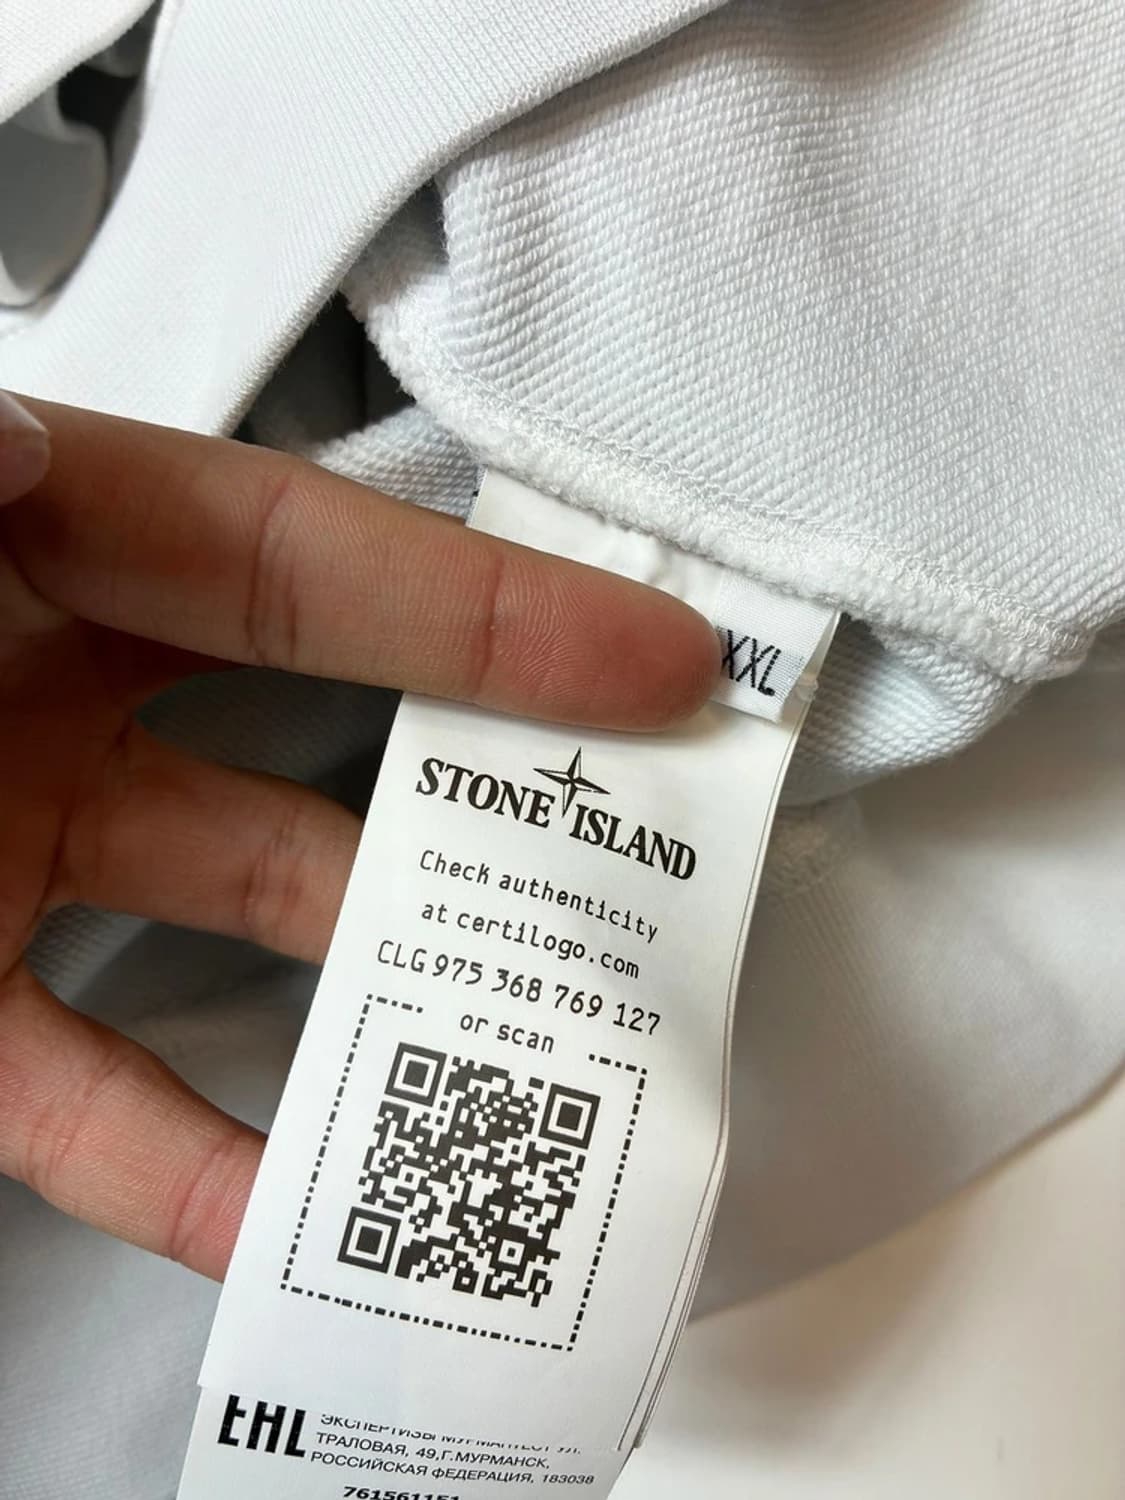 XXL
STONE ISLAND
Check authenticity
at certilogo.com
CLG 975 368 769 127
or scan
EAC
ТРАЛОВАЯ, 49,Г.МУРМАНСК,
РОССИЙСКАЯ ФЕДЕРАЦИЯ, 183038